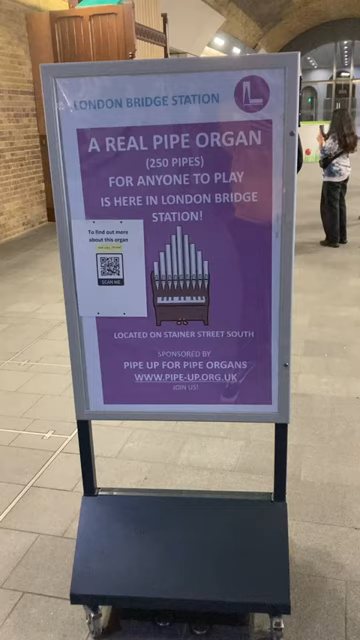 LONDON BRIDGE STATION
A REAL PIPE ORGAN
(250 PIPES)
FOR ANYONE TO PLAY
IS HERE IN LONDON BRIDGE
STATION!
To find out more
about this organ
SCAN ME
LOCATED ON STAINER STREET SOUTH
SPONSORED BY
PIPE UP FOR PIPE ORGANS
WWW.PIPE-UP.ORG.UK
JOIN US!